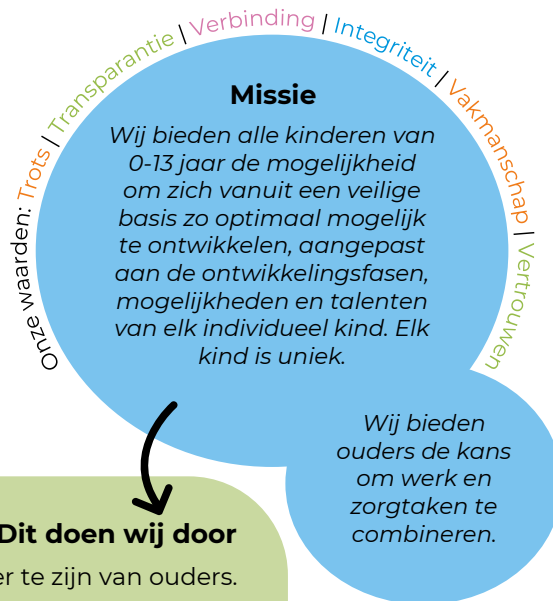 Onze waarden: Trots | Transparantie | Verbinding | Integriteit | Vakmanschap | Vertrouwen
Missie
Wij bieden alle kinderen van
0-13 jaar de mogelijkheid
om zich vanuit een veilige
basis zo optimaal mogelijk
te ontwikkelen, aangepast
aan de ontwikkelingsfasen,
mogelijkheden en talenten
van elk individueel kind. Elk
kind is uniek.
Wij bieden
ouders de kans
om werk en
zorgtaken te
combineren.
Dit doen wij door
er te zijn van ouders.